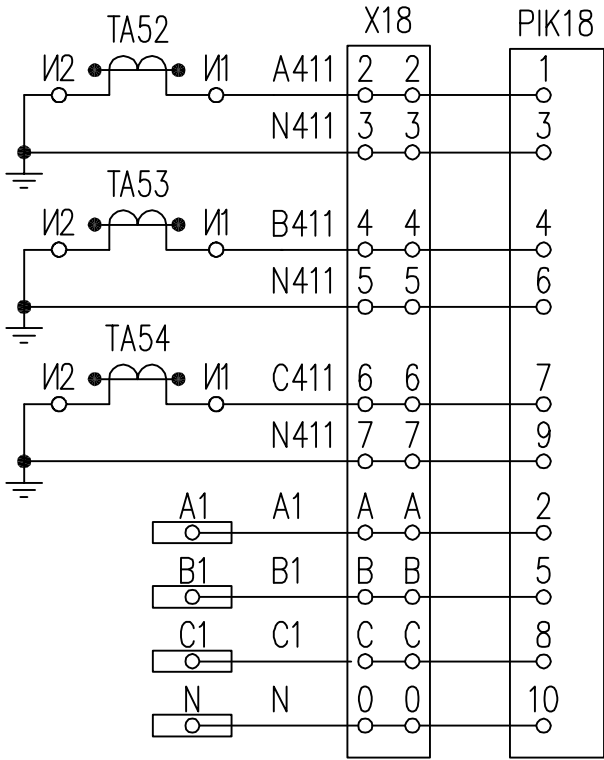 X18 PIK18
TA52
И2 И1 A411 2 2 1
N411 3 3 3
TA53
И2 И1 B411 4 4 4
N411 5 5 6
TA54
И2 И1 C411 6 6 7
N411 7 7 9
A1 A1 A A 2
B1 B1 B B 5
C1 C1 C C 8
N N 0 0 10